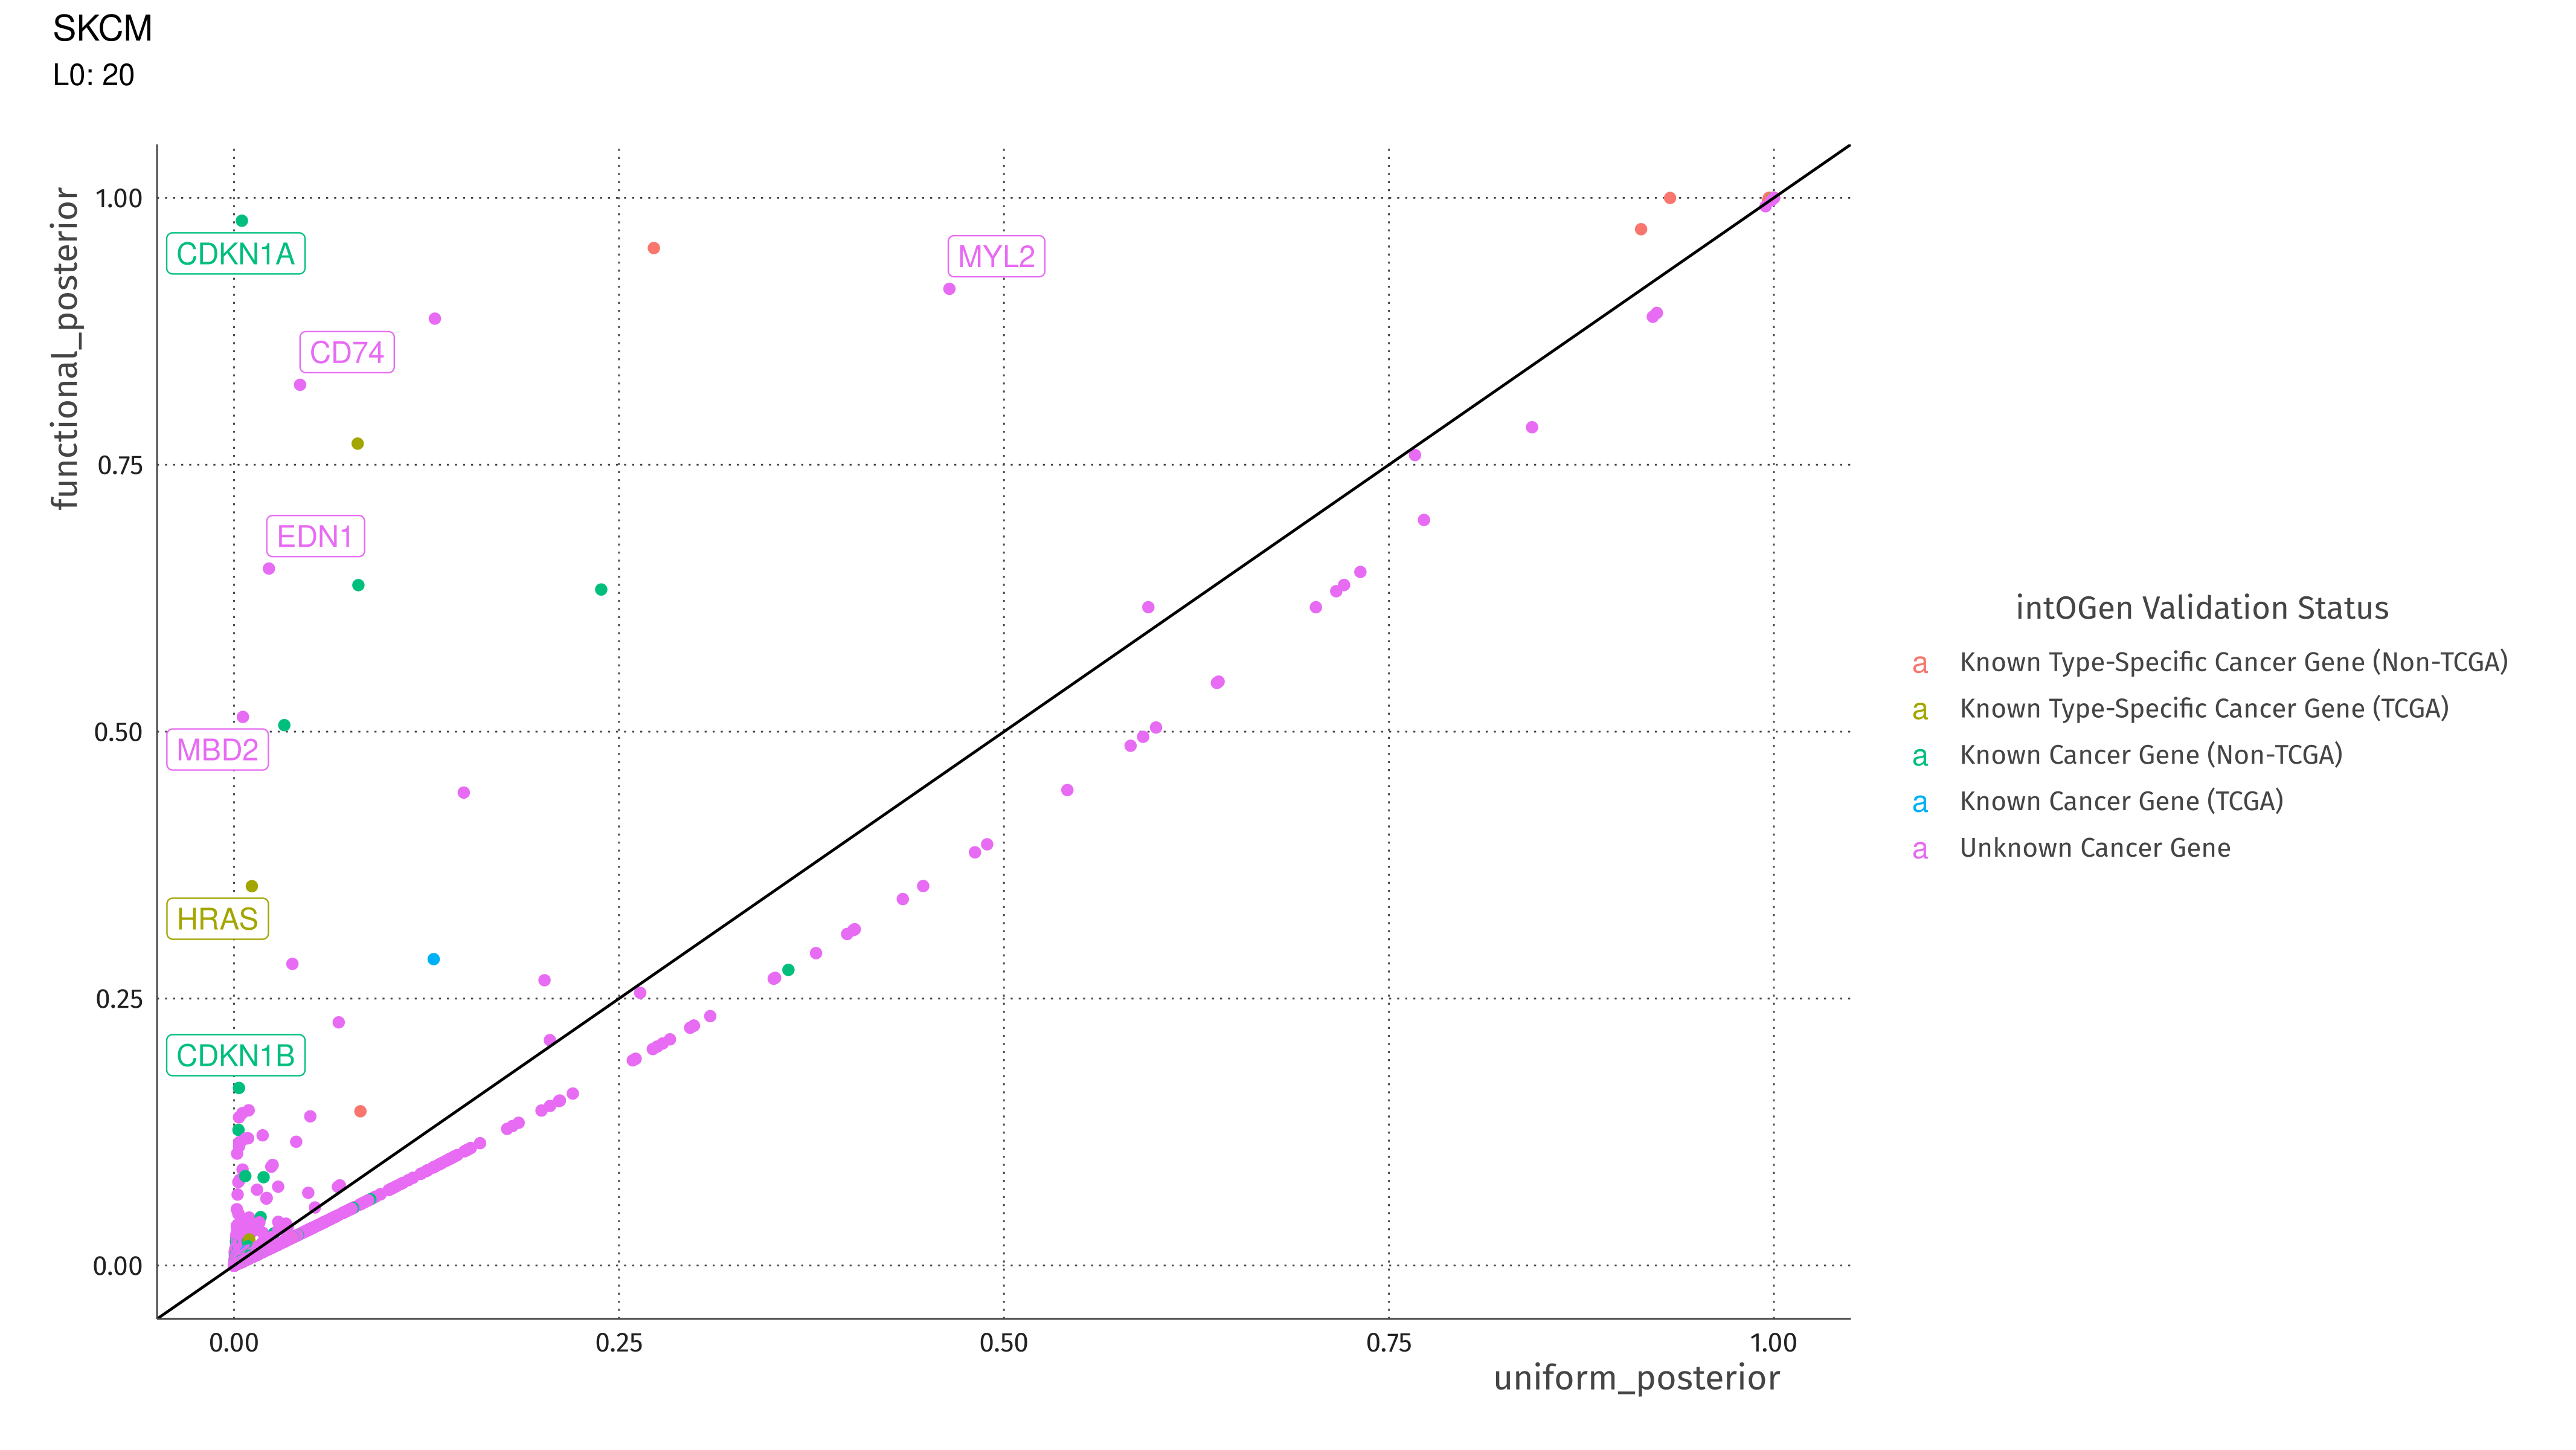 SKCM
L0: 20
functional_posterior
1.00
0.75
0.50
0.25
0.00
CDKN1A
MYL2
CD74
EDN1
MBD2
HRAS
CDKN1B
0.00
0.25
0.50
0.75
1.00
uniform_posterior
intOGen Validation Status
a Known Type-Specific Cancer Gene (Non-TCGA)
a Known Type-Specific Cancer Gene (TCGA)
a Known Cancer Gene (Non-TCGA)
a Known Cancer Gene (TCGA)
a Unknown Cancer Gene